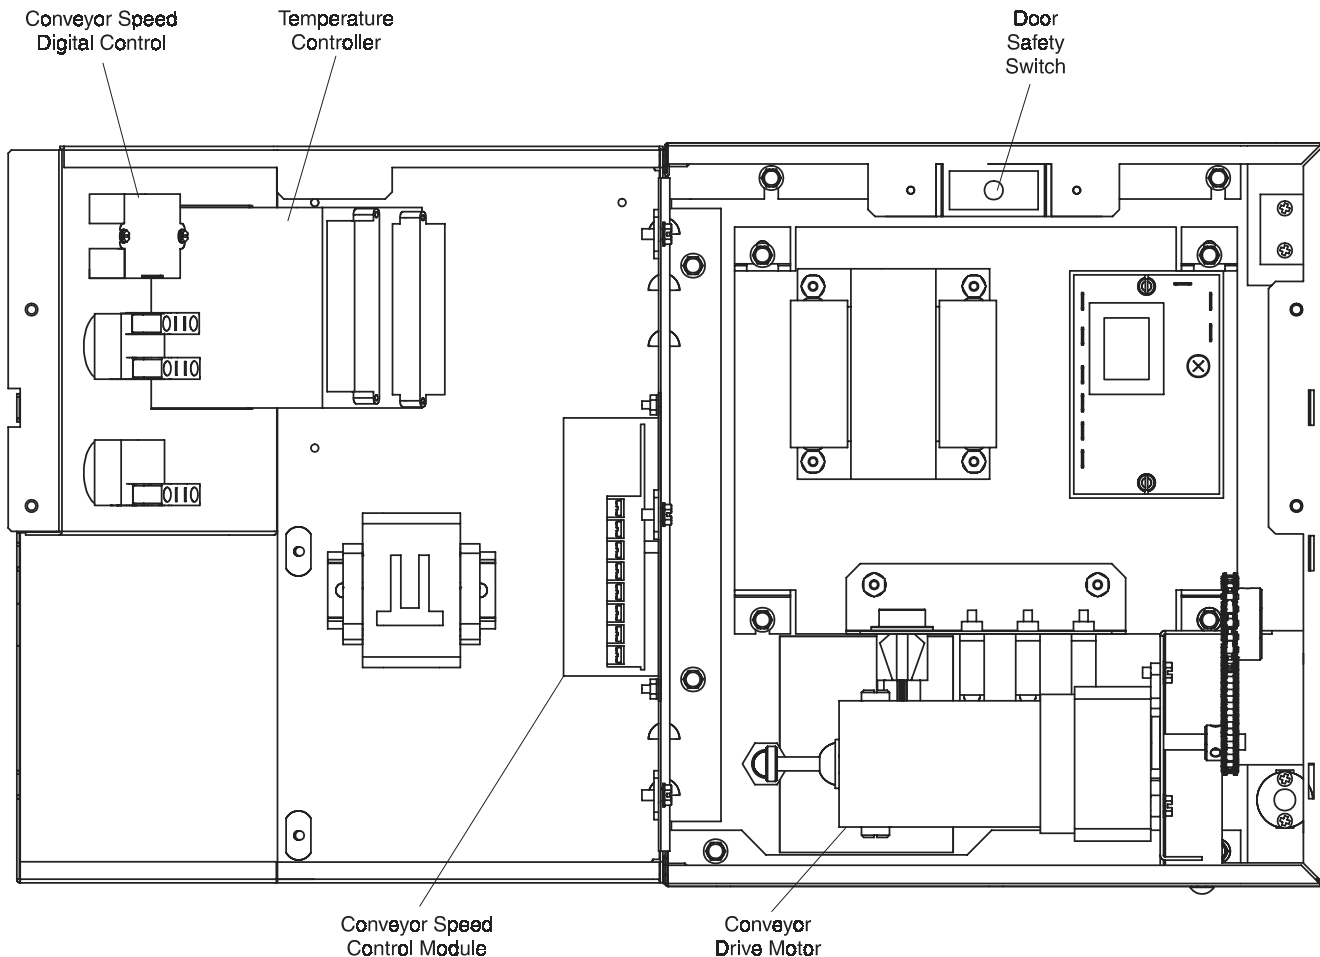 Conveyor Speed
Digital Control
Temperature
Controller
Door
Safety
Switch
Conveyor Speed
Control Module
Conveyor
Drive Motor